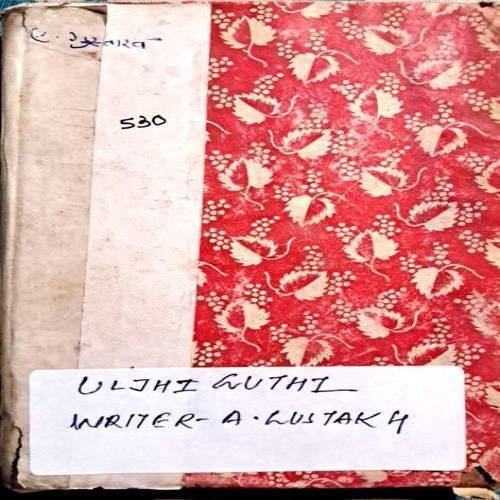 530
ULJHI GUTHI
WRITER- A. GUSTAKH